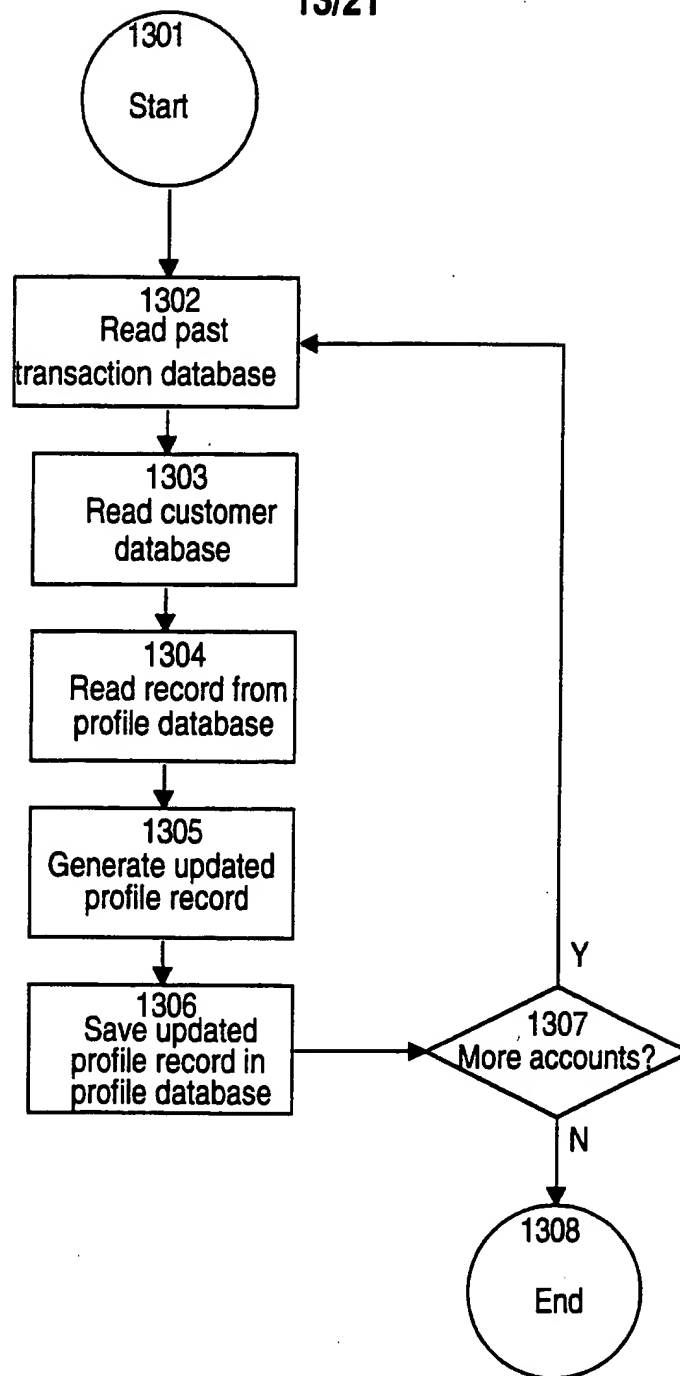 13/21
1301
Start
1302
Read past
transaction database
1303
Read customer
database
1304
Read record from
profile database
1305
Generate updated
profile record
1306
Save updated
profile record in
profile database
Y
1307
More accounts?
N
1308
End